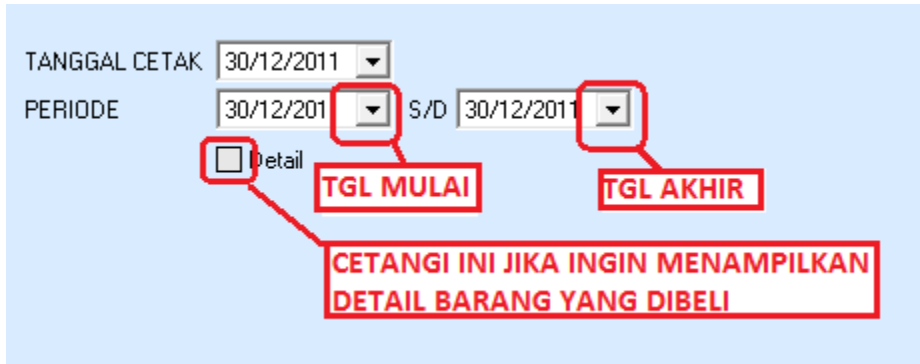 TANGGAL CETAK 30/12/2011
PERIODE 30/12/201 S/D 30/12/2011
Detail
TGL MULAI TGL AKHIR
CETANGI INI JIKA INGIN MENAMPILKAN
DETAIL BARANG YANG DIBELI